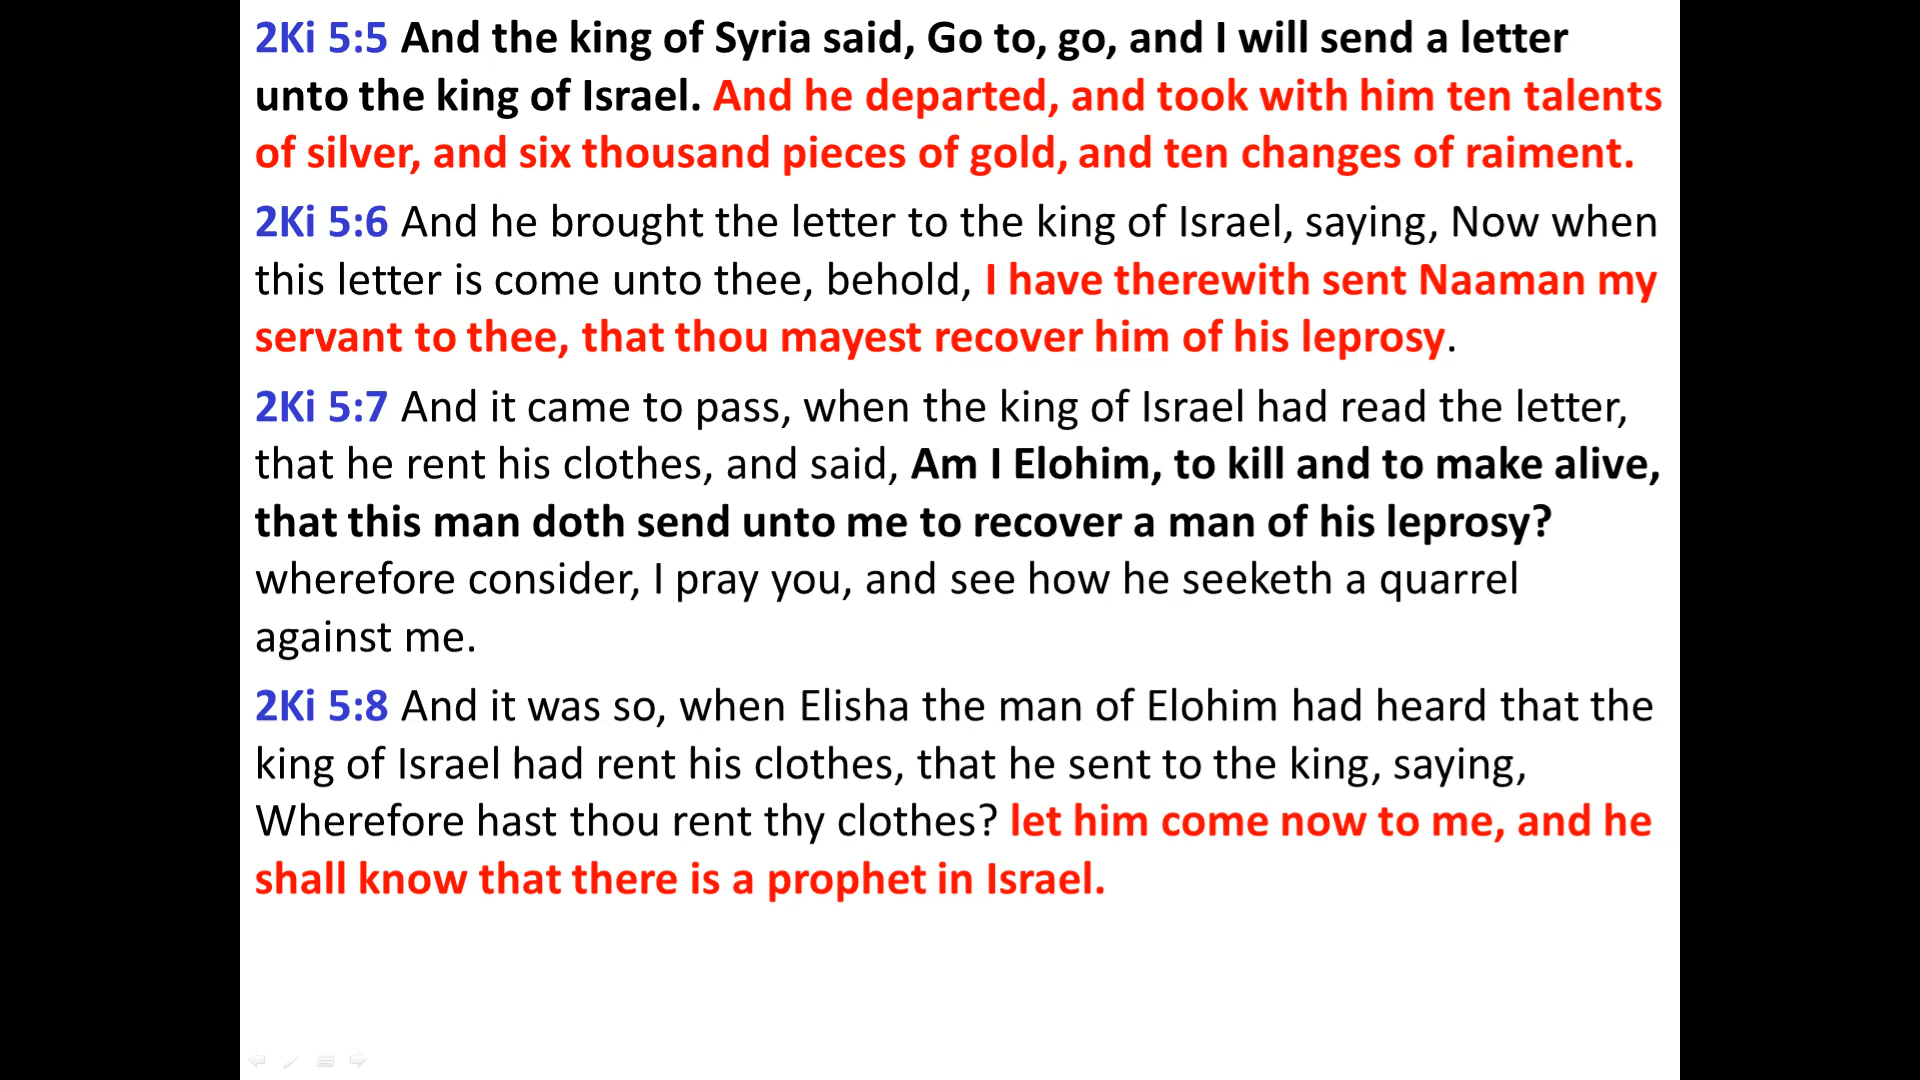 2Ki 5:5 And the king of Syria said, Go to, go, and I will send a letter
unto the king of Israel. And he departed, and took with him ten talents
of silver, and six thousand pieces of gold, and ten changes of raiment.
2Ki 5:6 And he brought the letter to the king of Israel, saying, Now when
this letter is come unto thee, behold, I have therewith sent Naaman my
servant to thee, that thou mayest recover him of his leprosy.
2Ki 5:7 And it came to pass, when the king of Israel had read the letter,
that he rent his clothes, and said, Am I Elohim, to kill and to make alive,
that this man doth send unto me to recover a man of his leprosy?
wherefore consider, I pray you, and see how he seeketh a quarrel
against me.
2Ki 5:8 And it was so, when Elisha the man of Elohim had heard that the
king of Israel had rent his clothes, that he sent to the king, saying,
Wherefore hast thou rent thy clothes? let him come now to me, and he
shall know that there is a prophet in Israel.